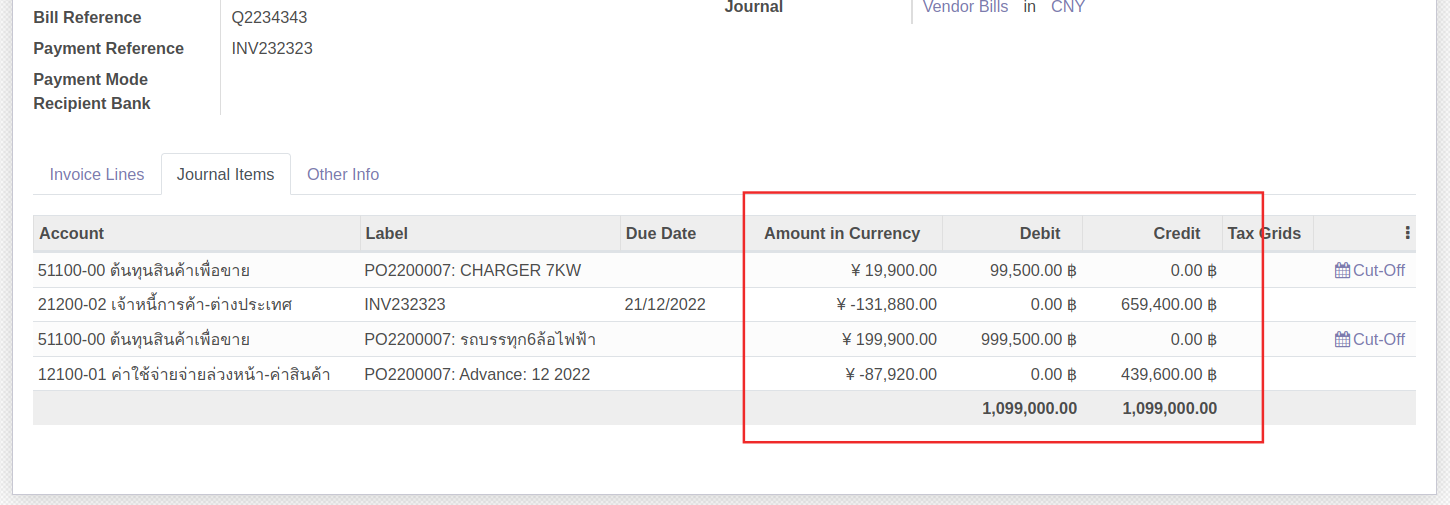 Bill Reference Q2234343 Journal Vendor Bills in CNY
Payment Reference INV232323
Payment Mode
Recipient Bank
Invoice Lines Journal Items Other Info
Account Label Due Date Amount in Currency Debit Credit Tax Grids
51100-00 ต้นทุนสินค้าเพื่อขาย PO2200007: CHARGER 7KW ¥ 19,900.00 99,500.00 ฿ 0.00 ฿ Cut-Off
21200-02 เจ้าหนี้การค้า-ต่างประเทศ INV232323 21/12/2022 ¥ -131,880.00 0.00 ฿ 659,400.00 ฿
51100-00 ต้นทุนสินค้าเพื่อขาย PO2200007: รถบรรทุก6ล้อไฟฟ้า ¥ 199,900.00 999,500.00 ฿ 0.00 ฿ Cut-Off
12100-01 ค่าใช้จ่ายจ่ายล่วงหน้า-ค่าสินค้า PO2200007: Advance: 12 2022 ¥ -87,920.00 0.00 ฿ 439,600.00 ฿
1,099,000.00 1,099,000.00